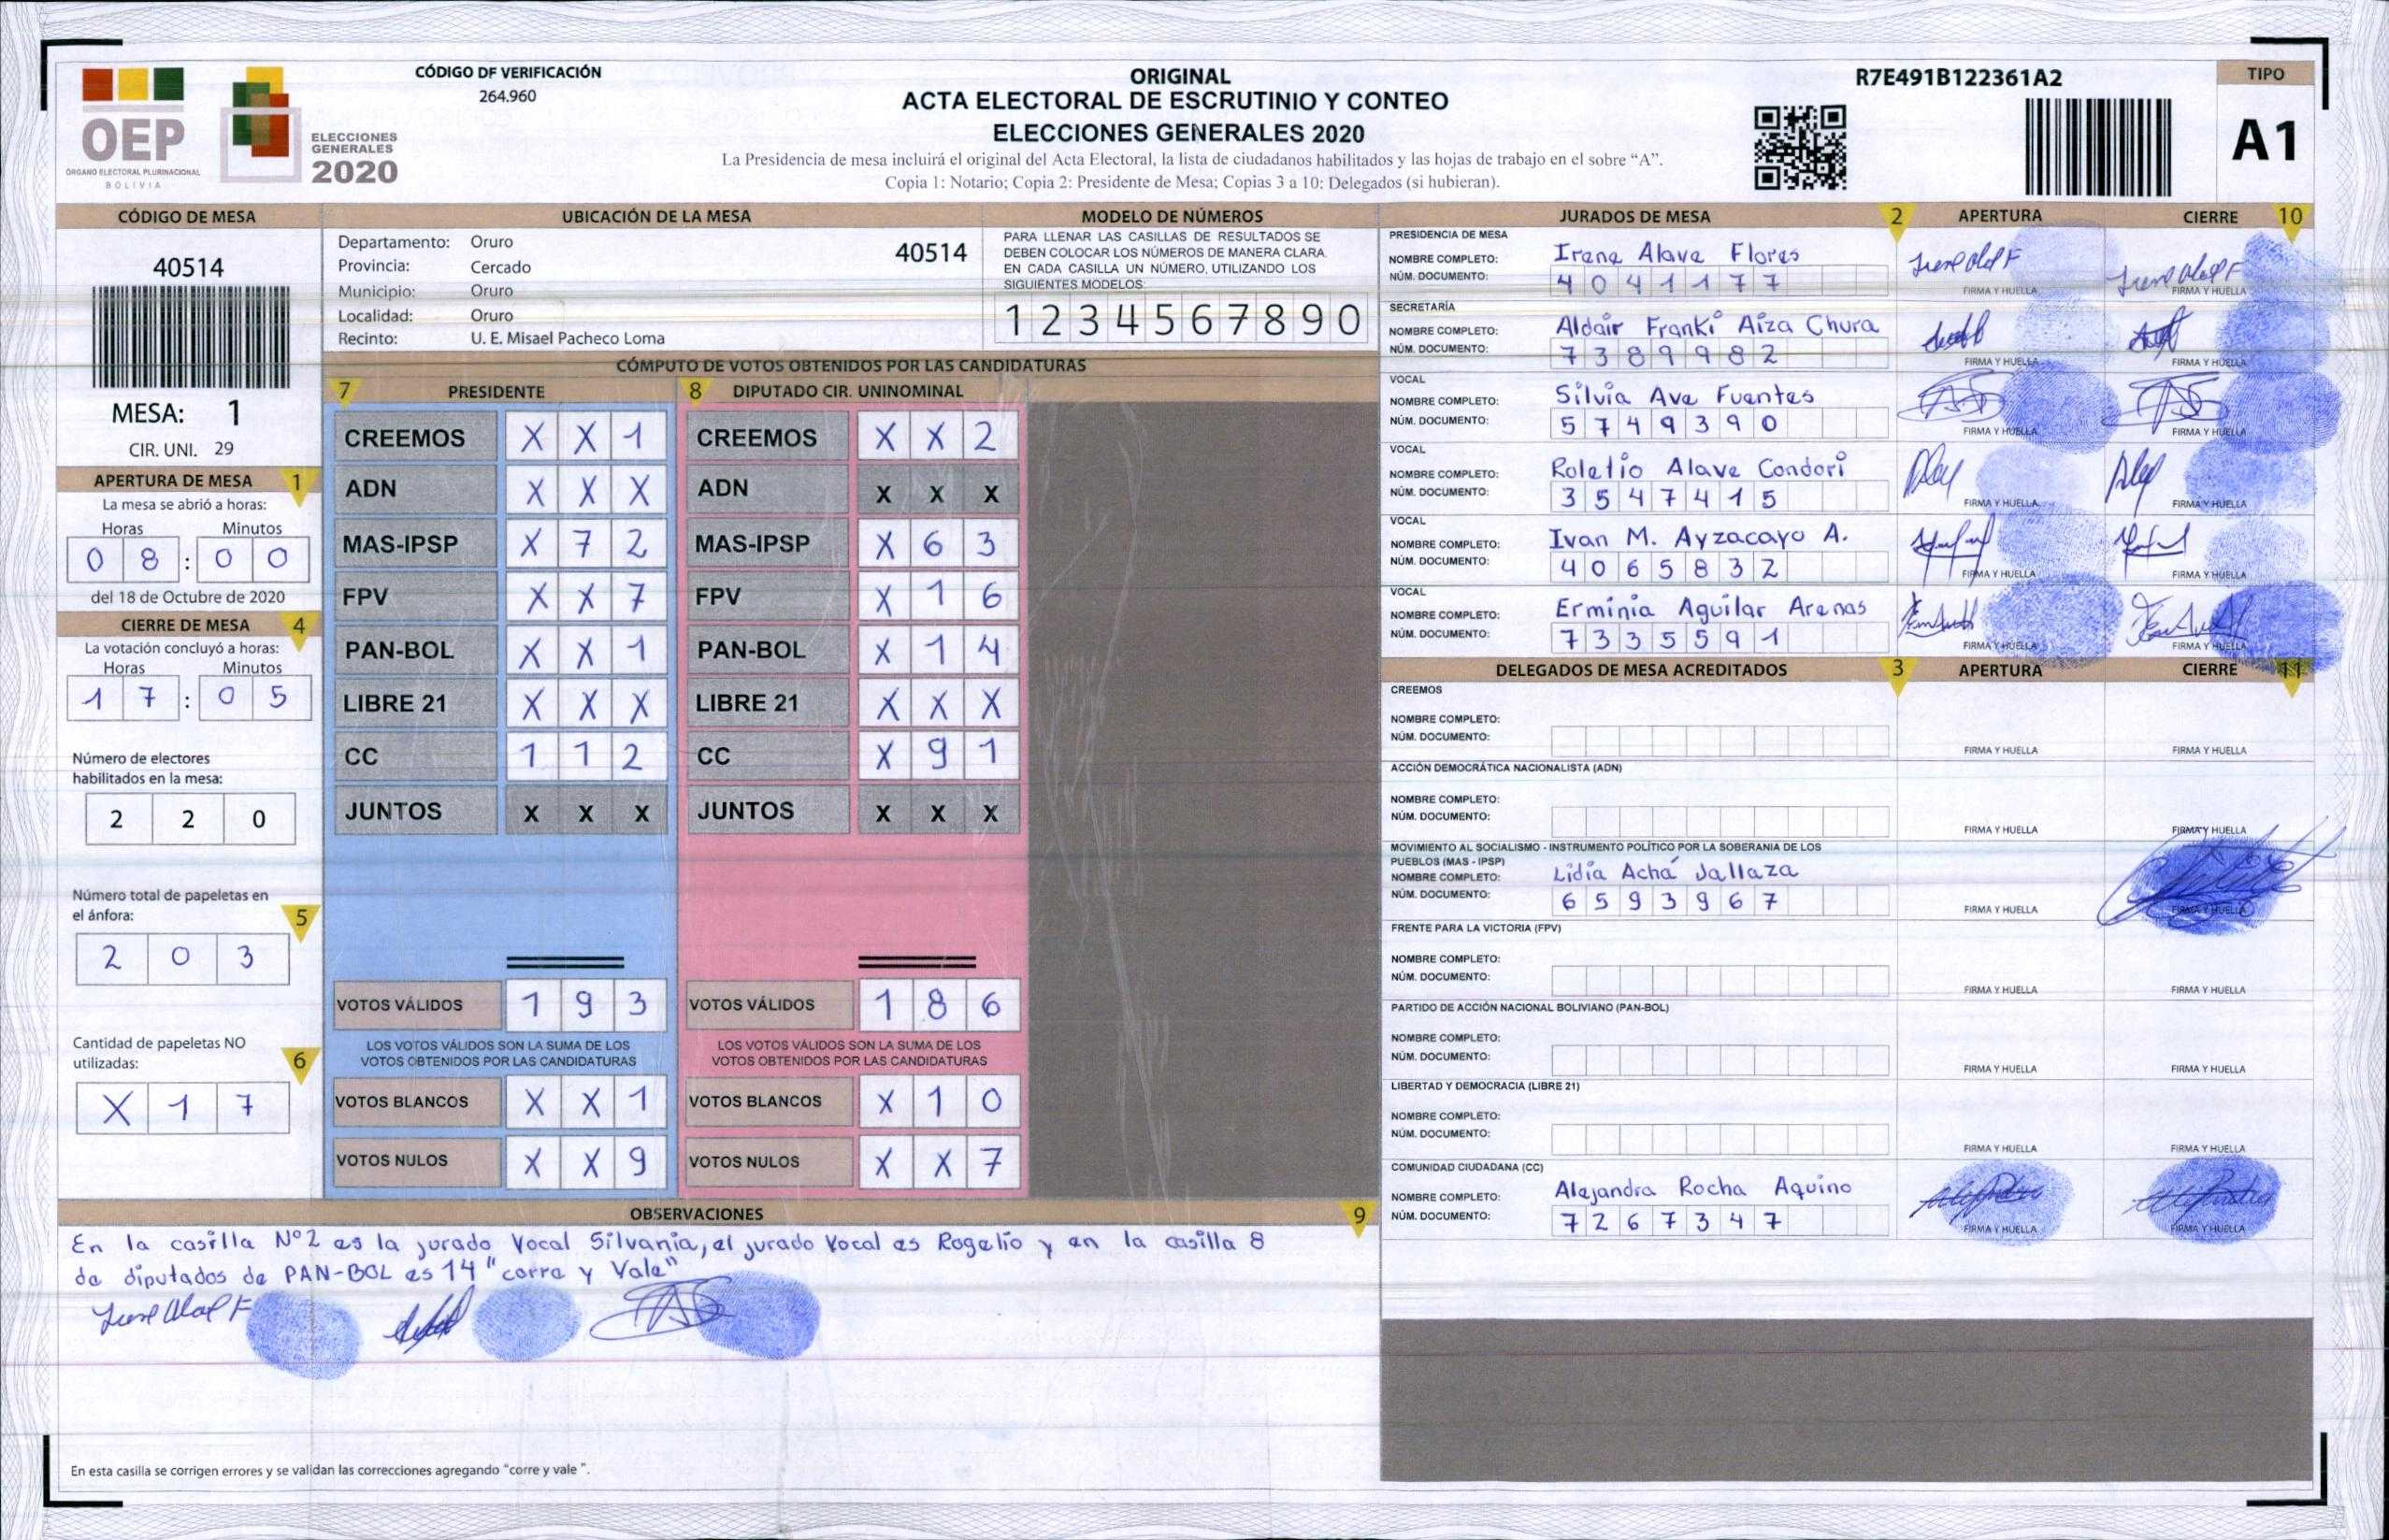 OEP
ÓRGANO ELECTORAL PLURINACIONAL
BOLIVIA
ELECCIONES
GENERALES
2020
CÓDIGO DF VERIFICACIÓN
264.960
ORIGINAL
ACTA ELECTORAL DE ESCRUTINIO Y CONTEO
ELECCIONES GENERALES 2020
La Presidencia de mesa incluirá el original del Acta Electoral, la lista de ciudadanos habilitados y las hojas de trabajo en el sobre “A”.
Copia 1: Notario; Copia 2: Presidente de Mesa; Copias 3 a 10: Delegados (si hubieran).
R7E491B122361A2
TIPO
A1
CÓDIGO DE MESA
40514
MESA: 1
CIR. UNI. 29
APERTURA DE MESA 1
La mesa se abrió a horas:
Horas Minutos
0 8 : 0 0
del 18 de Octubre de 2020
CIERRE DE MESA 4
La votación concluyó a horas:
Horas Minutos
1 7 : 0 5
Número de electores
habilitados en la mesa:
2 2 0
Número total de papeletas en
el ánfora: 5
2 0 3
Cantidad de papeletas NO
utilizadas: 6
X 1 7
UBICACIÓN DE LA MESA
Departamento: Oruro 40514
Provincia: Cercado
Municipio: Oruro
Localidad: Oruro
Recinto: U. E. Misael Pacheco Loma
MODELO DE NÚMEROS
PARA LLENAR LAS CASILLAS DE RESULTADOS SE
DEBEN COLOCAR LOS NÚMEROS DE MANERA CLARA.
EN CADA CASILLA UN NÚMERO, UTILIZANDO LOS
SIGUIENTES MODELOS:
1 2 3 4 5 6 7 8 9 0
CÓMPUTO DE VOTOS OBTENIDOS POR LAS CANDIDATURAS
7 PRESIDENTE
CREEMOS X X 1
ADN X X X
MAS-IPSP X 7 2
FPV X X 7
PAN-BOL X X 1
LIBRE 21 X X X
CC 1 1 2
JUNTOS X X X
VOTOS VÁLIDOS 1 9 3
LOS VOTOS VÁLIDOS SON LA SUMA DE LOS
VOTOS OBTENIDOS POR LAS CANDIDATURAS
VOTOS BLANCOS X X 1
VOTOS NULOS X X 9
8 DIPUTADO CIR. UNINOMINAL
CREEMOS X X 2
ADN X X X
MAS-IPSP X 6 3
FPV X 1 6
PAN-BOL X 1 4
LIBRE 21 X X X
CC X 9 1
JUNTOS X X X
VOTOS VÁLIDOS 1 8 6
LOS VOTOS VÁLIDOS SON LA SUMA DE LOS
VOTOS OBTENIDOS POR LAS CANDIDATURAS
VOTOS BLANCOS X 1 0
VOTOS NULOS X X 7
OBSERVACIONES 9
En la casilla Nº2 es la jurado Vocal Silvania, el jurado Vocal es Rogelio y en la casilla 8
de diputados de PAN-BOL es 14 "corre y Vale"
En esta casilla se corrigen errores y se validan las correcciones agregando “corre y vale ”.
JURADOS DE MESA 2 APERTURA CIERRE 10
PRESIDENCIA DE MESA
NOMBRE COMPLETO: Irene Alave Flores
NÚM. DOCUMENTO: 4 0 4 1 1 7 7
FIRMA Y HUELLA FIRMA Y HUELLA
SECRETARÍA
NOMBRE COMPLETO: Aldair Franki Aiza Chura
NÚM. DOCUMENTO: 7 3 8 9 9 8 2
FIRMA Y HUELLA FIRMA Y HUELLA
VOCAL
NOMBRE COMPLETO: Silvia Ave Fuentes
NÚM. DOCUMENTO: 5 7 4 9 3 9 0
FIRMA Y HUELLA FIRMA Y HUELLA
VOCAL
NOMBRE COMPLETO: Roletio Alave Condori
NÚM. DOCUMENTO: 3 5 4 7 4 1 5
FIRMA Y HUELLA FIRMA Y HUELLA
VOCAL
NOMBRE COMPLETO: Ivan M. Ayzacayo A.
NÚM. DOCUMENTO: 4 0 6 5 8 3 2
FIRMA Y HUELLA FIRMA Y HUELLA
VOCAL
NOMBRE COMPLETO: Erminia Aguilar Arenas
NÚM. DOCUMENTO: 7 3 3 5 5 9 1
FIRMA Y HUELLA FIRMA Y HUELLA
DELEGADOS DE MESA ACREDITADOS 3 APERTURA CIERRE 11
CREEMOS
NOMBRE COMPLETO:
NÚM. DOCUMENTO:
FIRMA Y HUELLA FIRMA Y HUELLA
ACCIÓN DEMOCRÁTICA NACIONALISTA (ADN)
NOMBRE COMPLETO:
NÚM. DOCUMENTO:
FIRMA Y HUELLA FIRMA Y HUELLA
MOVIMIENTO AL SOCIALISMO - INSTRUMENTO POLÍTICO POR LA SOBERANIA DE LOS
PUEBLOS (MAS - IPSP)
NOMBRE COMPLETO: Lidia Achá Jallaza
NÚM. DOCUMENTO: 6 5 9 3 9 6 7
FIRMA Y HUELLA FIRMA Y HUELLA
FRENTE PARA LA VICTORIA (FPV)
NOMBRE COMPLETO:
NÚM. DOCUMENTO:
FIRMA Y HUELLA FIRMA Y HUELLA
PARTIDO DE ACCIÓN NACIONAL BOLIVIANO (PAN-BOL)
NOMBRE COMPLETO:
NÚM. DOCUMENTO:
FIRMA Y HUELLA FIRMA Y HUELLA
LIBERTAD Y DEMOCRACIA (LIBRE 21)
NOMBRE COMPLETO:
NÚM. DOCUMENTO:
FIRMA Y HUELLA FIRMA Y HUELLA
COMUNIDAD CIUDADANA (CC)
NOMBRE COMPLETO: Alejandra Rocha Aquino
NÚM. DOCUMENTO: 7 2 6 7 3 4 7
FIRMA Y HUELLA FIRMA Y HUELLA